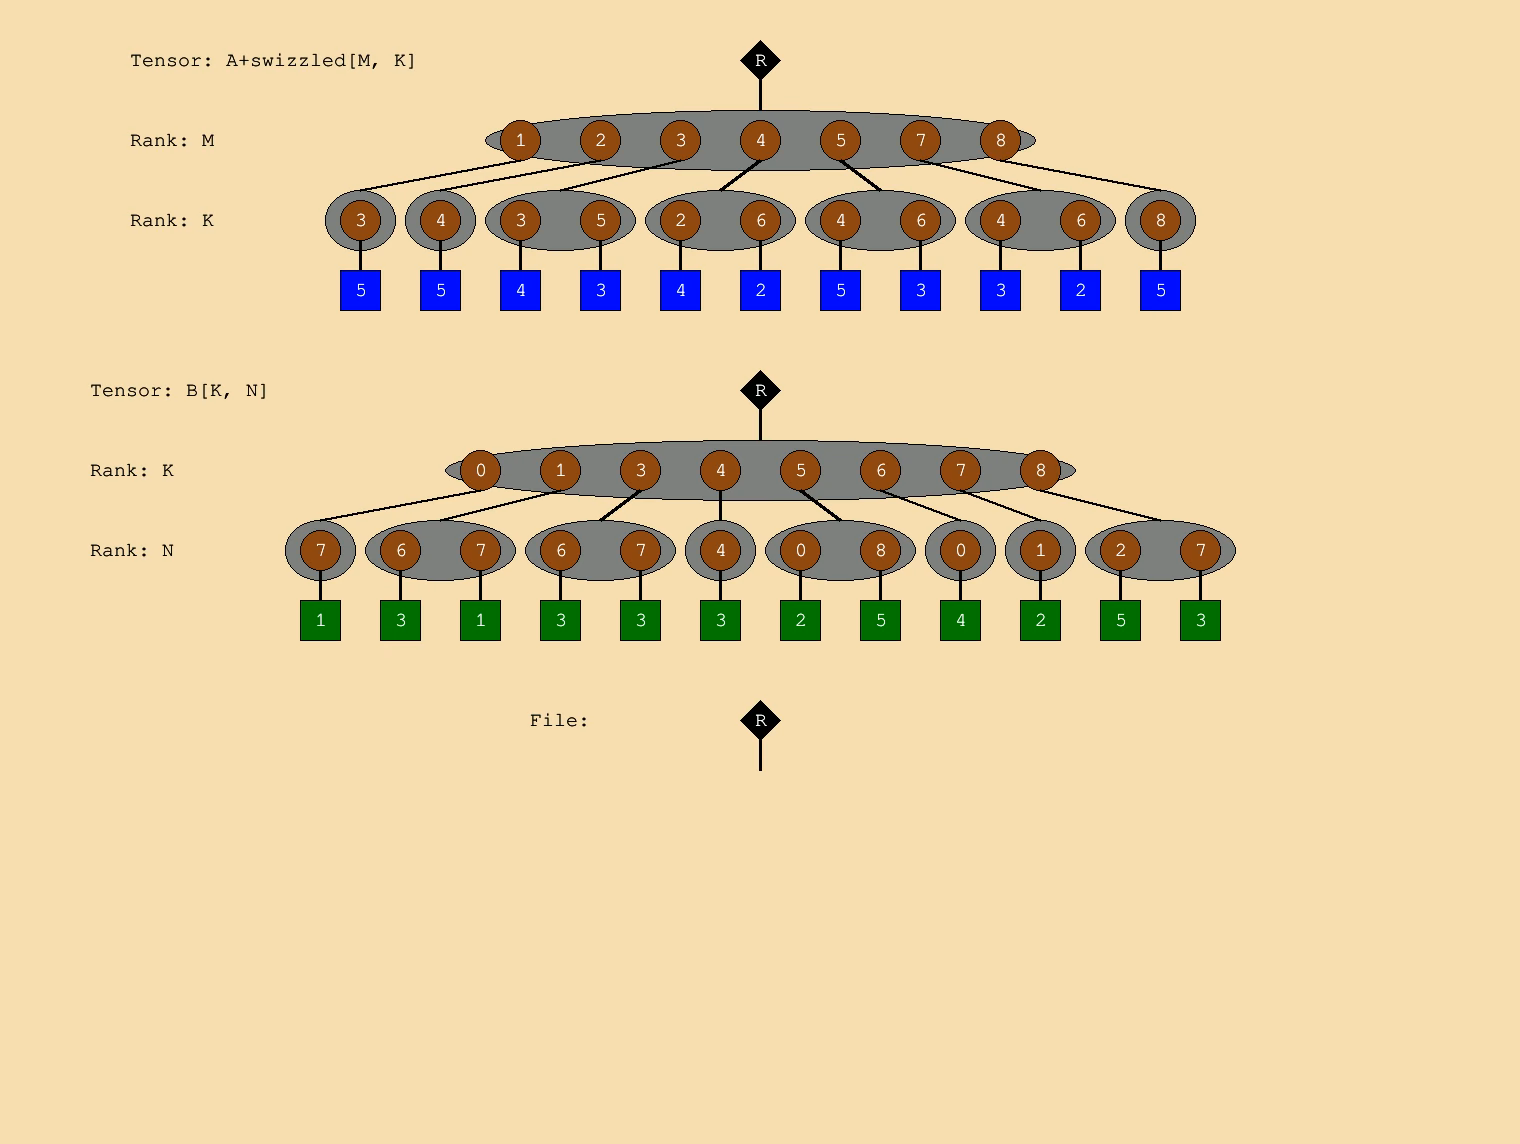 Tensor: A+swizzled[M, K] R
Rank: M 1 2 3 4 5 7 8
Rank: K 3 4 3 5 2 6 4 6 4 6 8
5 5 4 3 4 2 5 3 3 2 5
Tensor: B[K, N] R
Rank: K 0 1 3 4 5 6 7 8
Rank: N 7 6 7 6 7 4 0 8 0 1 2 7
1 3 1 3 3 3 2 5 4 2 5 3
File: R